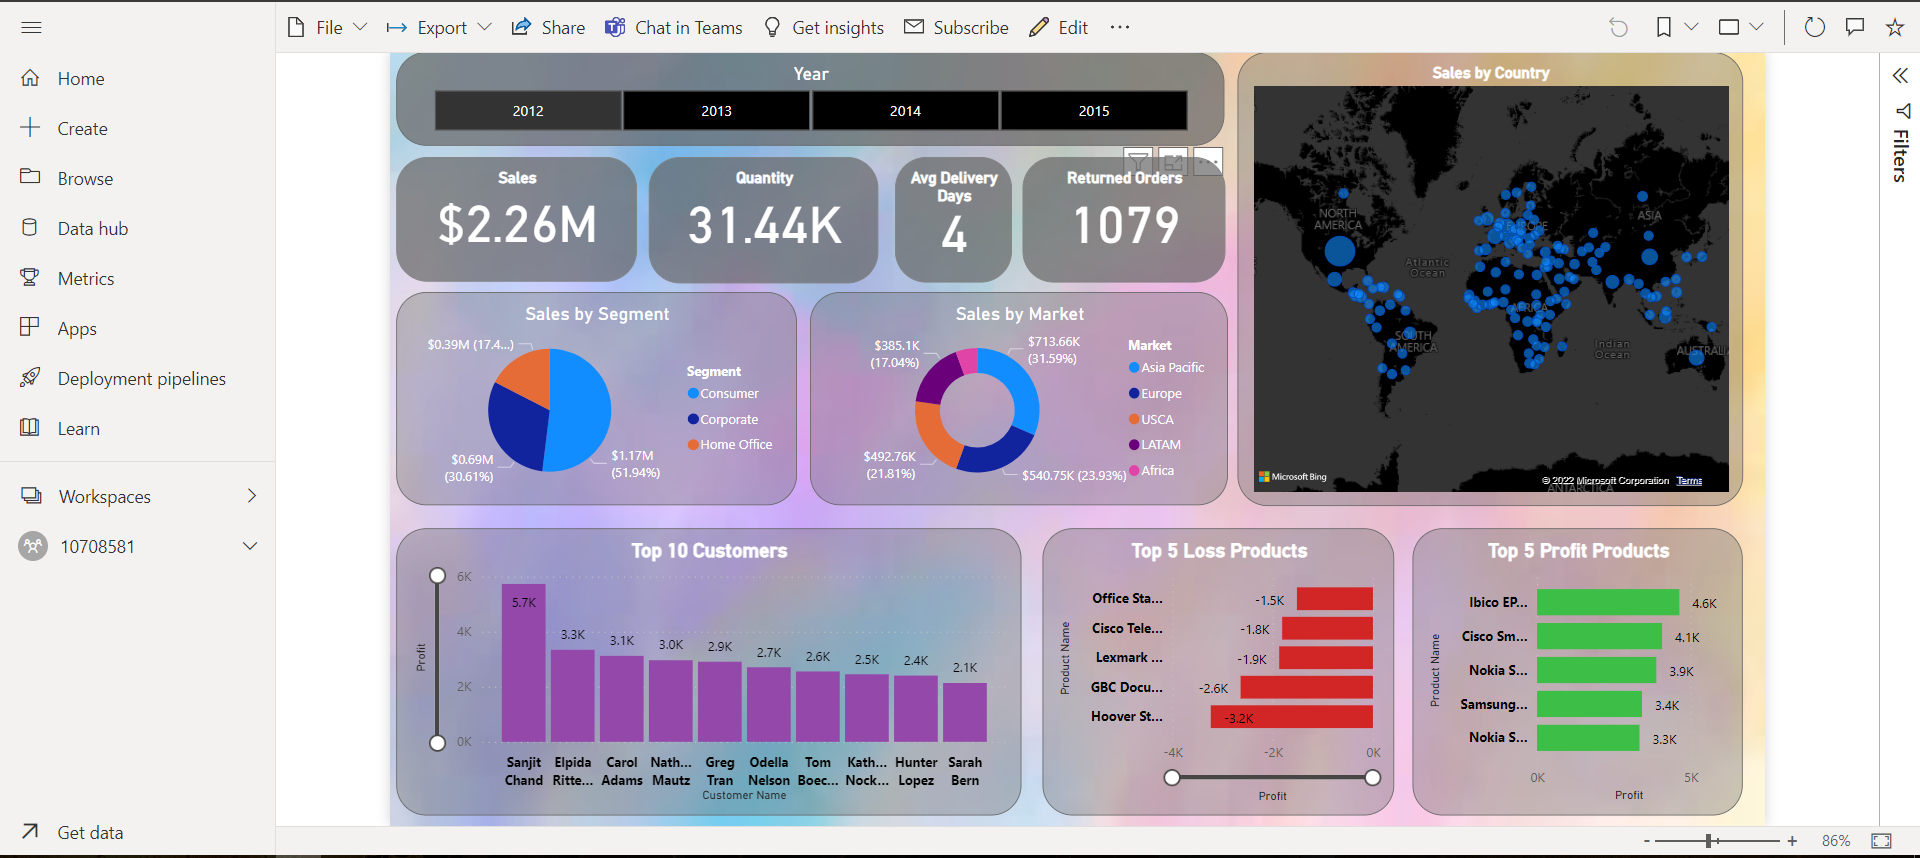 File
Export
Share
Chat in Teams
Get insights
Subscribe
Edit
Home
Create
Browse
Data hub
Metrics
Apps
Deployment pipelines
Learn
Workspaces
10708581
Get data
Year
2012 2013 2014 2015
Sales
$2.26M
Quantity
31.44K
Avg Delivery
Days
4
Returned Orders
1079
Sales by Country
NORTH
AMERICA
EUROPE
ASIA
Atlantic
Ocean
AFRICA
SOUTH
AMERICA
Indian
Ocean
AUSTRALI
ANTARCTICA
Microsoft Bing
© 2022 Microsoft Corporation Terms
Filters
Sales by Segment
$0.39M (17.4...)
$0.69M
(30.61%)
$1.17M
(51.94%)
Segment
Consumer
Corporate
Home Office
Sales by Market
$385.1K
(17.04%)
$713.66K
(31.59%)
$492.76K
(21.81%)
$540.75K (23.93%)
Market
Asia Pacific
Europe
USCA
LATAM
Africa
Top 10 Customers
Profit
6K
4K
2K
0K
5.7K 3.3K 3.1K 3.0K 2.9K 2.7K 2.6K 2.5K 2.4K 2.1K
Sanjit Elpida Carol Nath... Greg Odella Tom Kath... Hunter Sarah
Chand Ritte... Adams Mautz Tran Nelson Boec... Nock... Lopez Bern
Customer Name
Top 5 Loss Products
Product Name
Office Sta... -1.5K
Cisco Tele... -1.8K
Lexmark ... -1.9K
GBC Docu... -2.6K
Hoover St... -3.2K
-4K -2K 0K
Profit
Top 5 Profit Products
Product Name
Ibico EP... 4.6K
Cisco Sm... 4.1K
Nokia S... 3.9K
Samsung... 3.4K
Nokia S... 3.3K
0K 5K
Profit
86%